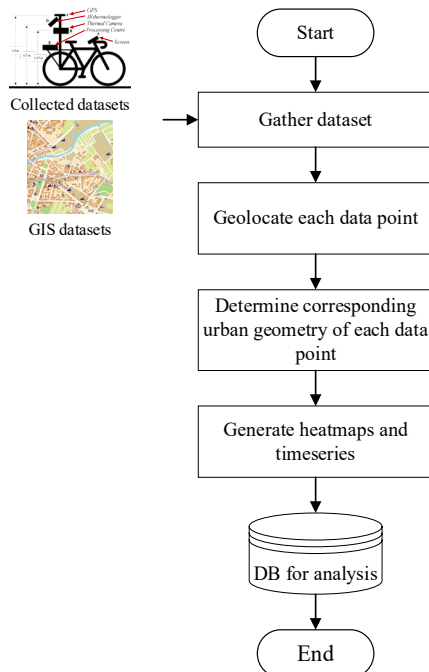 GPS
IR thermologger
Thermal Camera
Processing Centre
Screen
Collected datasets
GIS datasets
Start
Gather dataset
Geolocate each data point
Determine corresponding
urban geometry of each data
point
Generate heatmaps and
timeseries
DB for analysis
End